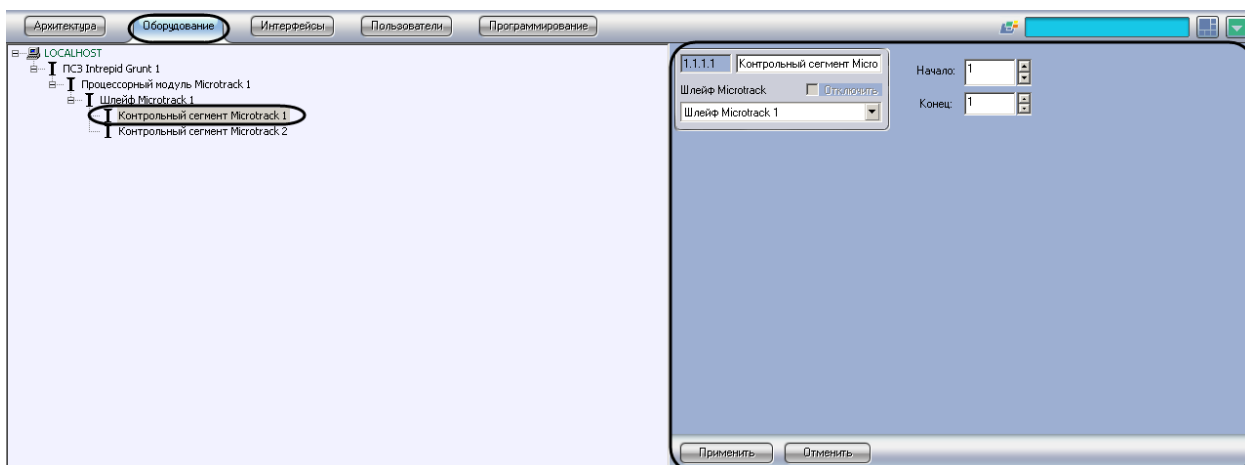 Архитектура Оборудование Интерфейсы Пользователи Программирование
LOCALHOST
ПСЗ Intrepid Grunt 1
Процессорный модуль Microtrack 1
Шлейф Microtrack 1
Контрольный сегмент Microtrack 1
Контрольный сегмент Microtrack 2
1.1.1.1 Контрольный сегмент Micro
Шлейф Microtrack Отключить
Шлейф Microtrack 1
Начало: 1
Конец: 1
Применить Отменить